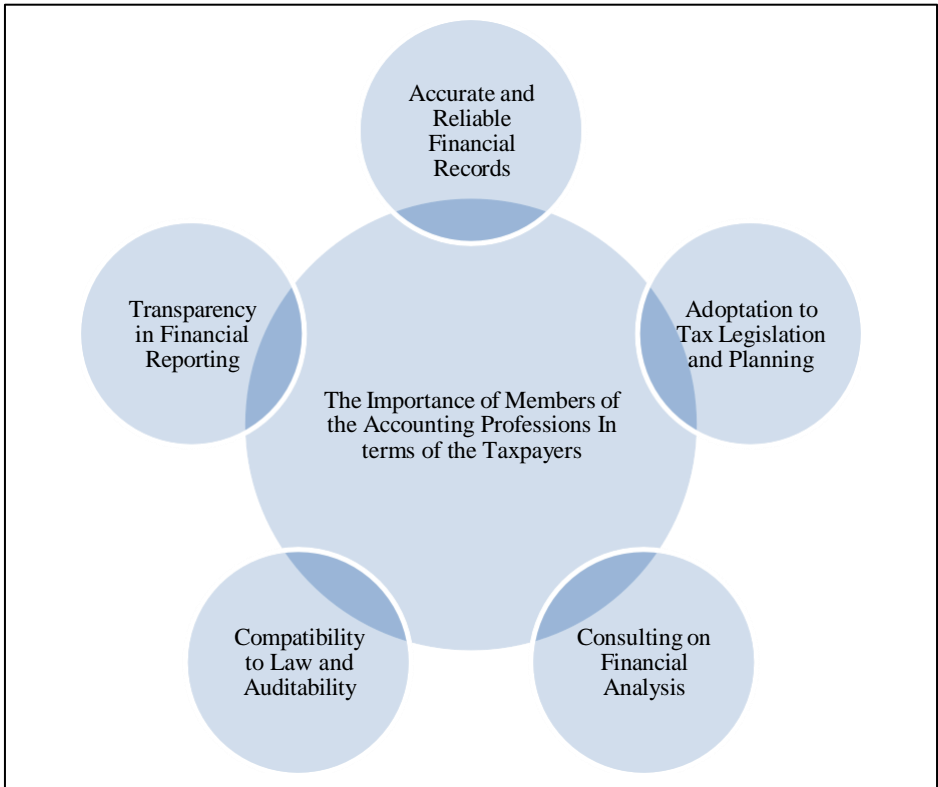 Accurate and
Reliable
Financial
Records
Transparency
in Financial
Reporting
Adoptation to
Tax Legislation
and Planning
The Importance of Members of
the Accounting Professions In
terms of the Taxpayers
Compatibility
to Law and
Auditability
Consulting on
Financial
Analysis